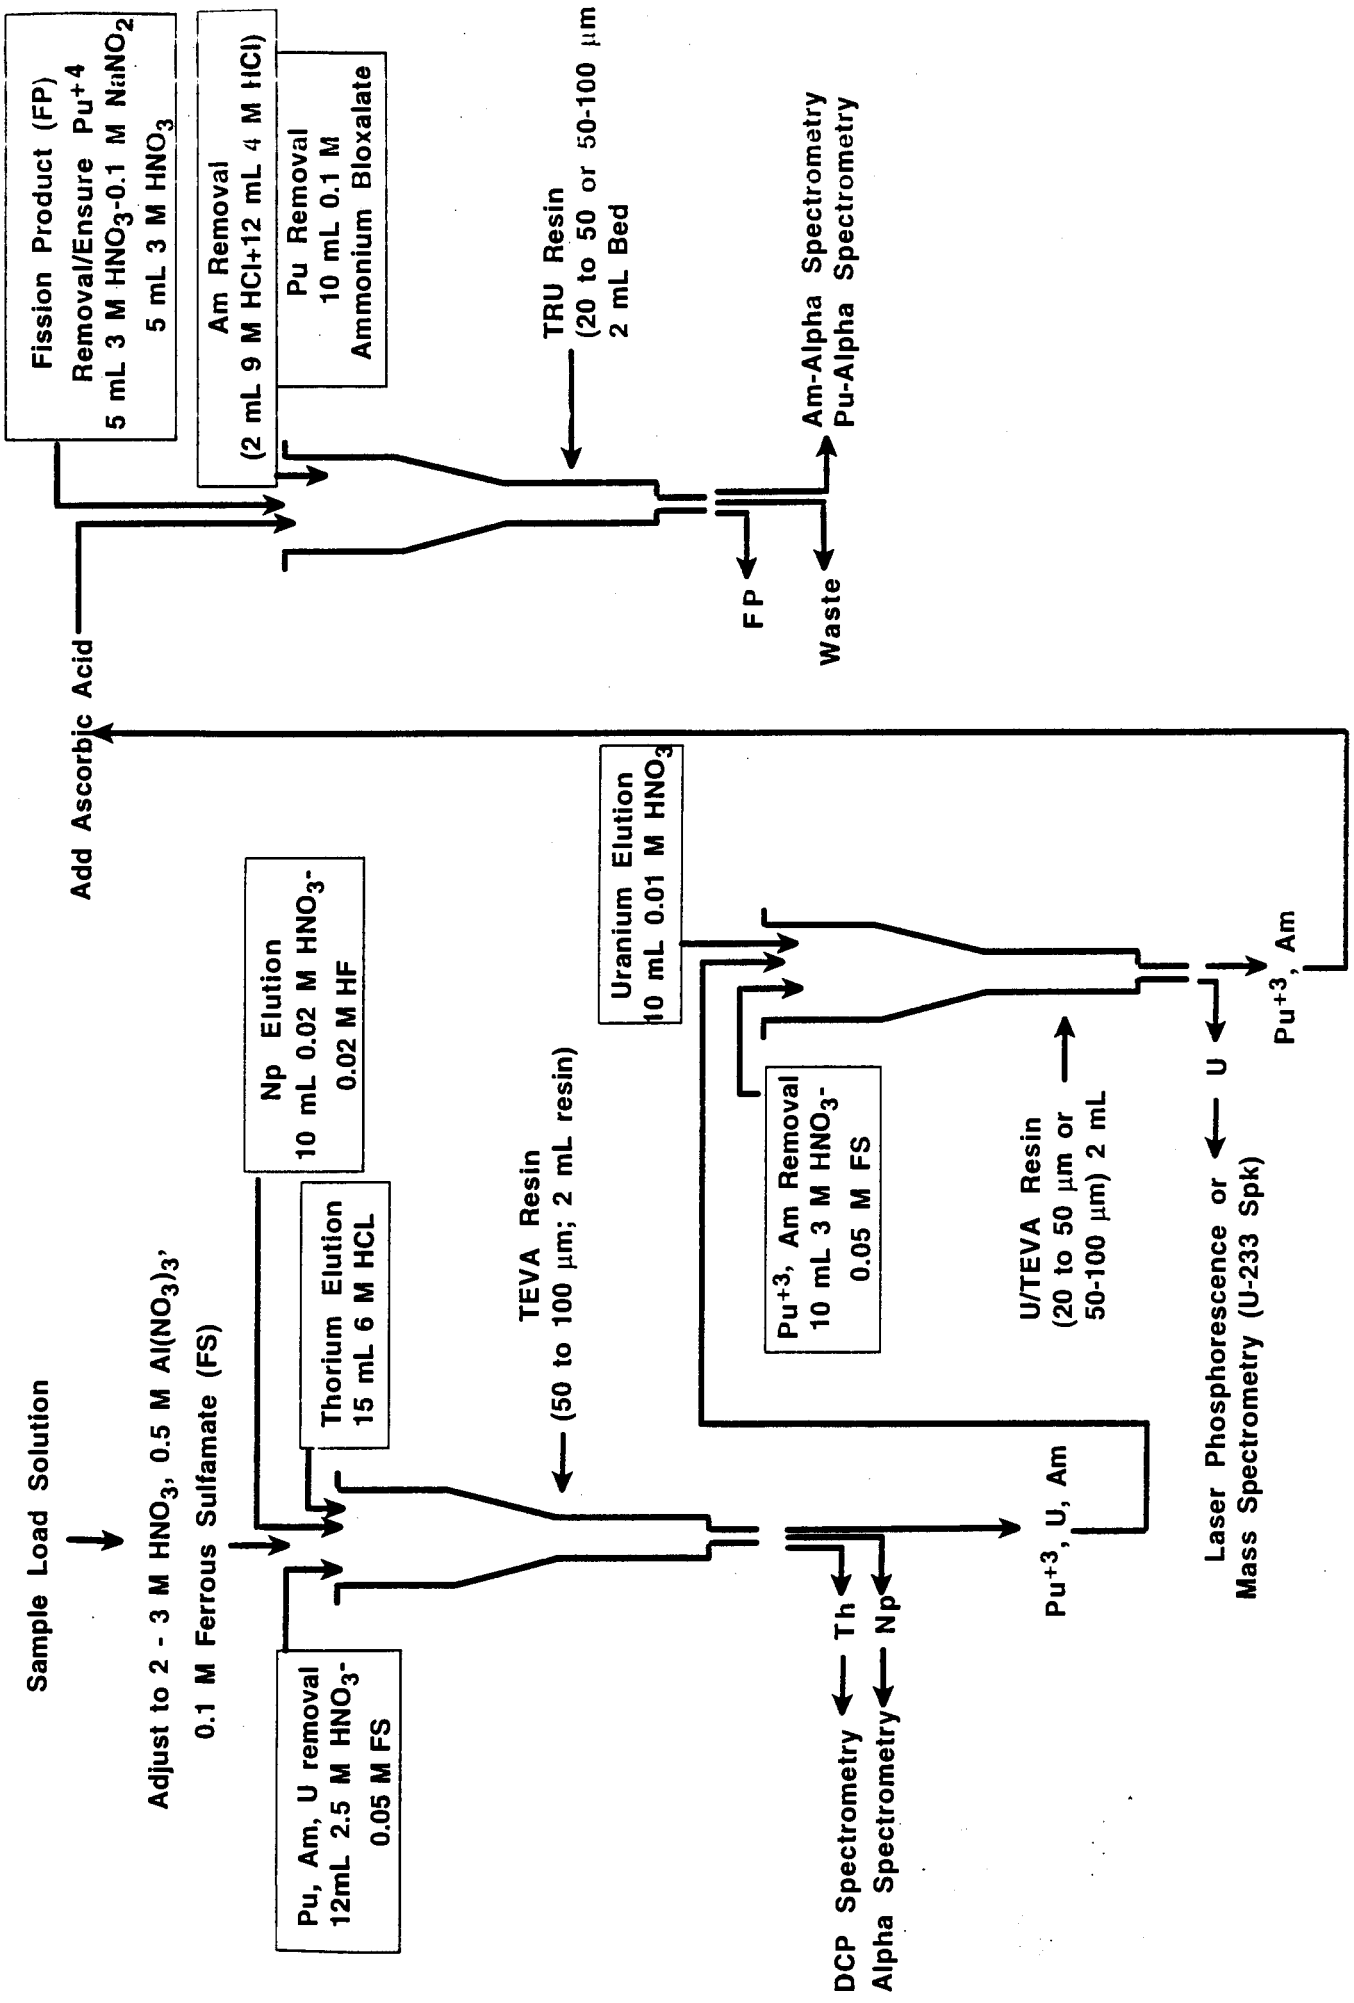 Sample Load Solution
Adjust to 2 - 3 M HNO3, 0.5 M Al(NO3)3,
0.1 M Ferrous Sulfamate (FS)
Pu, Am, U removal
12mL 2.5 M HNO3-
0.05 M FS
Np Elution
10 mL 0.02 M HNO3-
0.02 M HF
Thorium Elution
15 mL 6 M HCL
TEVA Resin
(50 to 100 μm; 2 mL resin)
DCP Spectrometry
Th
Alpha Spectrometry
Np
Pu+3, U, Am
Uranium Elution
10 mL 0.01 M HNO3
Pu+3, Am Removal
10 mL 3 M HNO3-
0.05 M FS
U/TEVA Resin
(20 to 50 μm or
50-100 μm) 2 mL
Laser Phosphorescence or
Mass Spectrometry (U-233 Spk)
U
Pu+3, Am
Add Ascorbic Acid
Fission Product (FP)
Removal/Ensure Pu+4
5 mL 3 M HNO3-0.1 M NaNO2
5 mL 3 M HNO3
Am Removal
(2 mL 9 M HCl+12 mL 4 M HCl)
Pu Removal
10 mL 0.1 M
Ammonium Bloxalate
TRU Resin
(20 to 50 or 50-100 μm
2 mL Bed
FP
Waste
Am-Alpha Spectrometry
Pu-Alpha Spectrometry